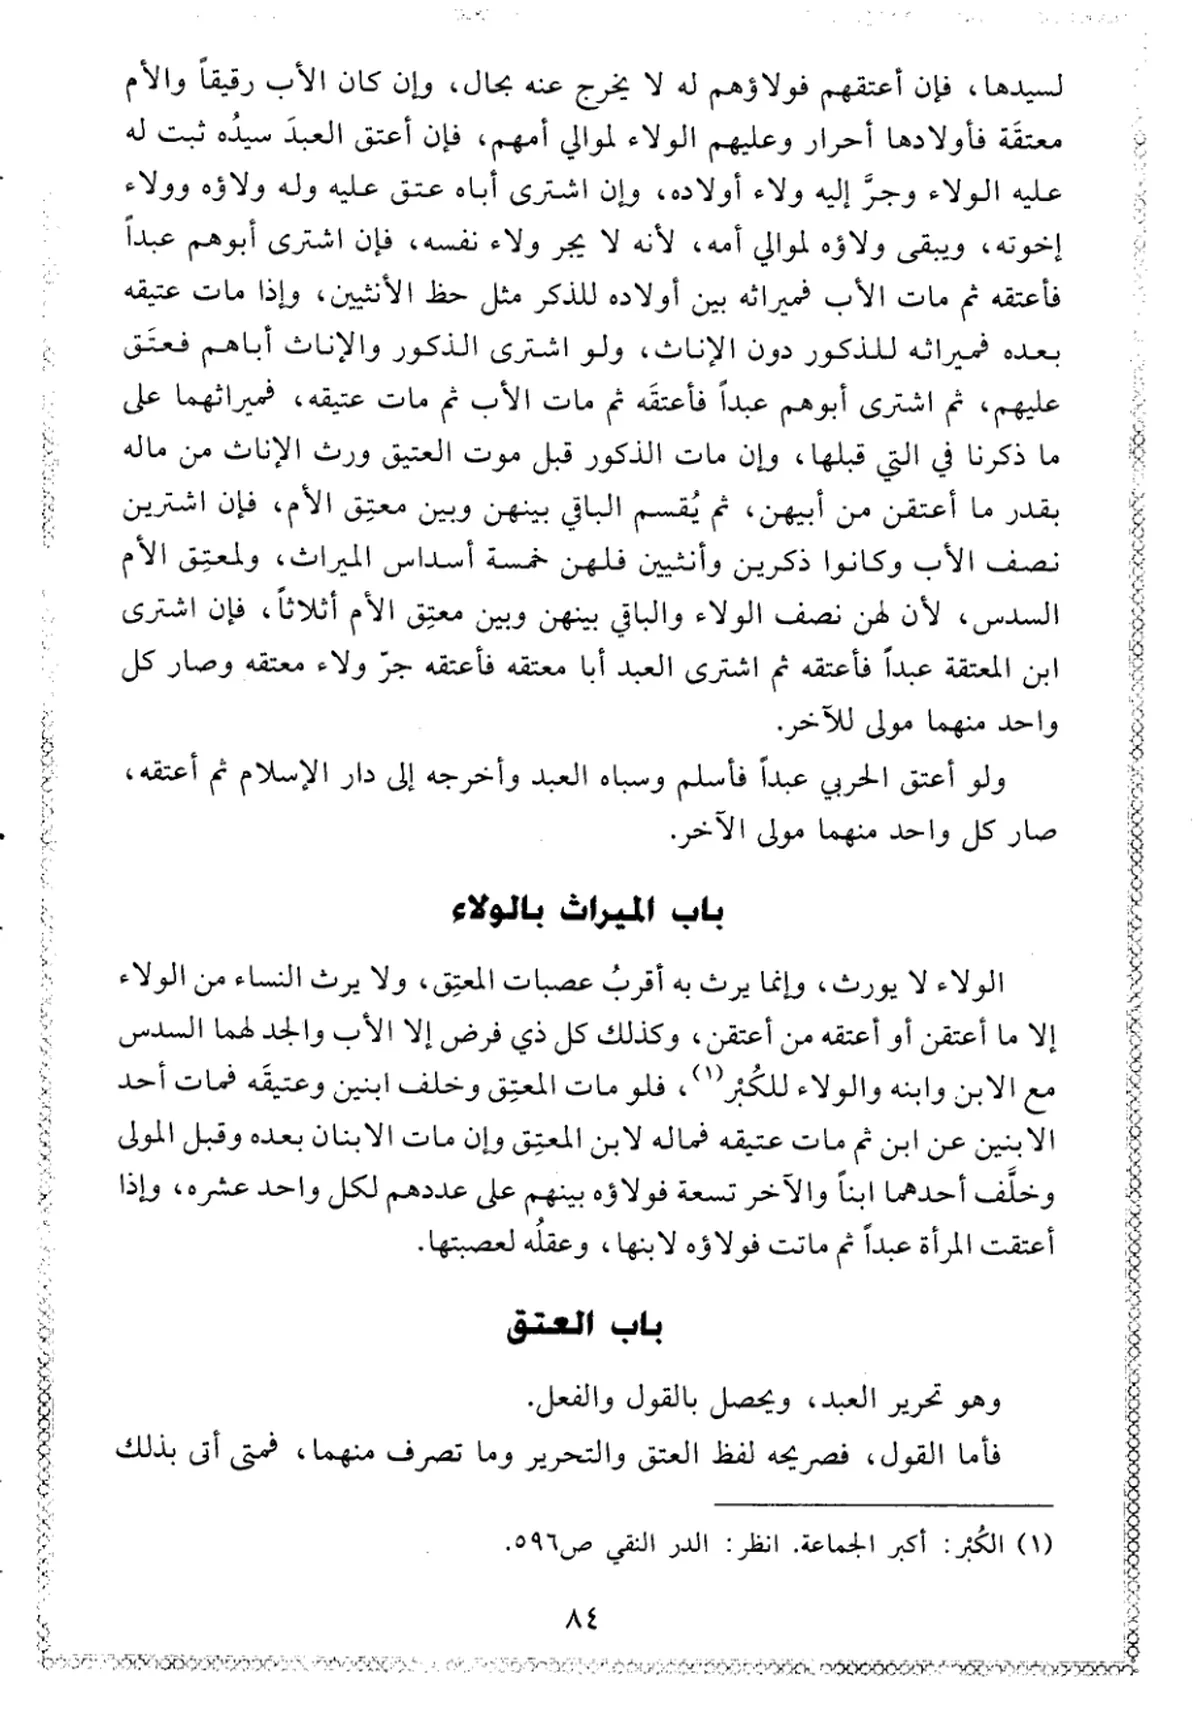 لسيدها، فإن أعتقهم فولاؤهم له لا يخرج عنه بحال، وإن كان الأب رقيقاً والأم
معتقَة فأولادها أحرار وعليهم الولاء لموالي أمهم، فإن أعتق العبدَ سيدُه ثبت له
عليه الولاء وجرَّ إليه ولاء أولاده، وإن اشترى أباه عتق عليه وله ولاؤه وولاء
إخوته، ويبقى ولاؤه لموالي أمه، لأنه لا يجر ولاء نفسه، فإن اشترى أبوهم عبداً
فأعتقه ثم مات الأب فميراثه بين أولاده للذكر مثل حظ الأنثيين، وإذا مات عتيقه
بعده فميراثه للذكور دون الإناث، ولو اشترى الذكور والإناث أباهم فعتَق
عليهم، ثم اشترى أبوهم عبداً فأعتقَه ثم مات الأب ثم مات عتيقه، فميراثهما على
ما ذكرنا في التي قبلها، وإن مات الذكور قبل موت العتيق ورث الإناث من ماله
بقدر ما أعتقن من أبيهن، ثم يُقسم الباقي بينهن وبين معتِق الأم، فإن اشترين
نصف الأب وكانوا ذكرين وأنثيين فلهن خمسة أسداس الميراث، ولمعتِق الأم
السدس، لأن لهن نصف الولاء والباقي بينهن وبين معتِق الأم أثلاثاً، فإن اشترى
ابن المعتقة عبداً فأعتقه ثم اشترى العبد أبا معتقه فأعتقه جرّ ولاء معتقه وصار كل
واحد منهما مولى للآخر.
ولو أعتق الحربي عبداً فأسلم وسباه العبد وأخرجه إلى دار الإسلام ثم أعتقه،
صار كل واحد منهما مولى الآخر.
باب الميراث بالولاء
الولاء لا يورث، وإنما يرث به أقربُ عصبات المعتِق، ولا يرث النساء من الولاء
إلا ما أعتقن أو أعتقه من أعتقن، وكذلك كل ذي فرض إلا الأب والجد لهما السدس
مع الابن وابنه والولاء للكُبْر(١)، فلو مات المعتِق وخلف ابنين وعتيقَه فمات أحد
الابنين عن ابن ثم مات عتيقه فماله لابن المعتِق وإن مات الابنان بعده وقبل المولى
وخلَّف أحدهما ابناً والآخر تسعة فولاؤه بينهم على عددهم لكل واحد عشره، وإذا
أعتقت المرأة عبداً ثم ماتت فولاؤه لابنها، وعقلُه لعصبتها.
باب العتق
وهو تحرير العبد، ويحصل بالقول والفعل.
فأما القول، فصريحه لفظ العتق والتحرير وما تصرف منهما، فمتى أتى بذلك
(١) الكُبْر: أكبر الجماعة. انظر: الدر النقي ص٥٩٦.
٨٤